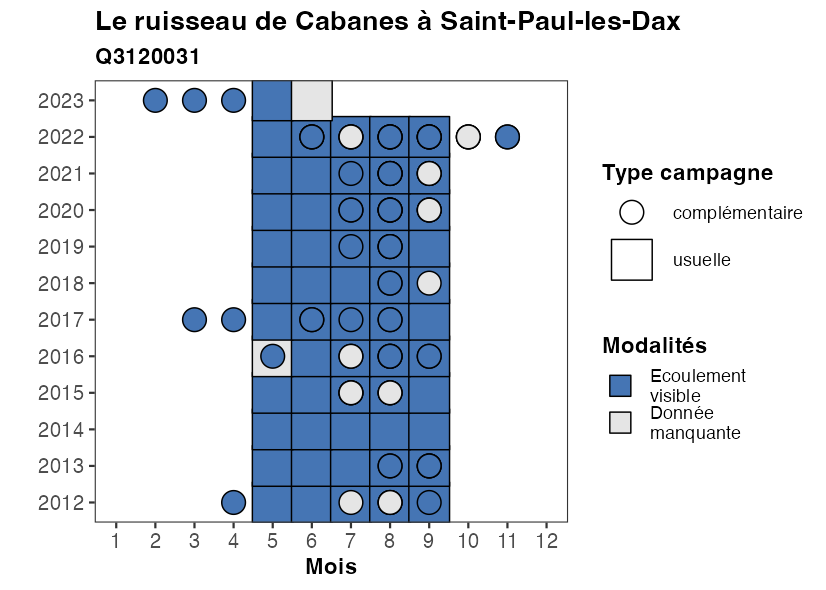 Le ruisseau de Cabanes à Saint-Paul-les-Dax
Q3120031
2023
2022
2021
2020
2019
2018
2017
2016
2015
2014
2013
2012
1 2 3 4 5 6 7 8 9 10 11 12
Mois
Type campagne
complémentaire
usuelle
Modalités
Ecoulement
visible
Donnée
manquante